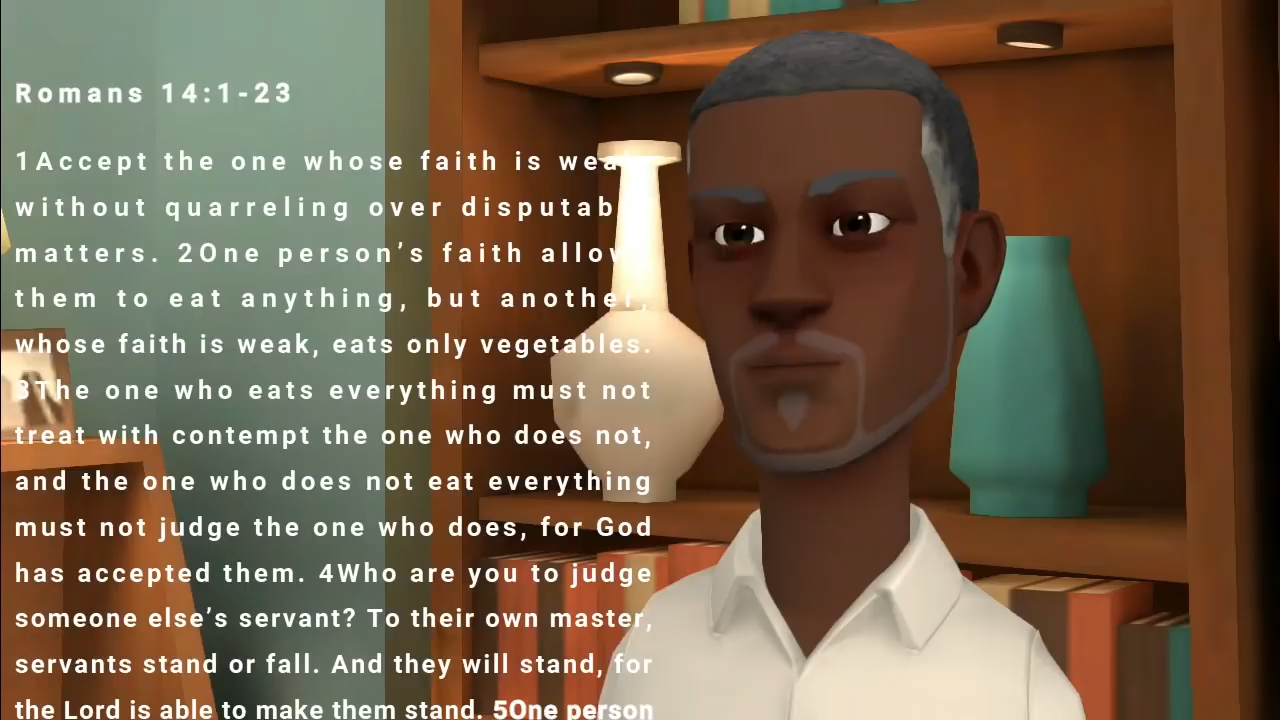 Romans 14:1-23
1Accept the one whose faith is weak,
without quarreling over disputab
matters. 2One person’s faith allows
them to eat anything, but another,
whose faith is weak, eats only vegetables.
3The one who eats everything must not
treat with contempt the one who does not,
and the one who does not eat everything
must not judge the one who does, for God
has accepted them. 4Who are you to judge
someone else’s servant? To their own master,
servants stand or fall. And they will stand, for
the Lord is able to make them stand. 5One person